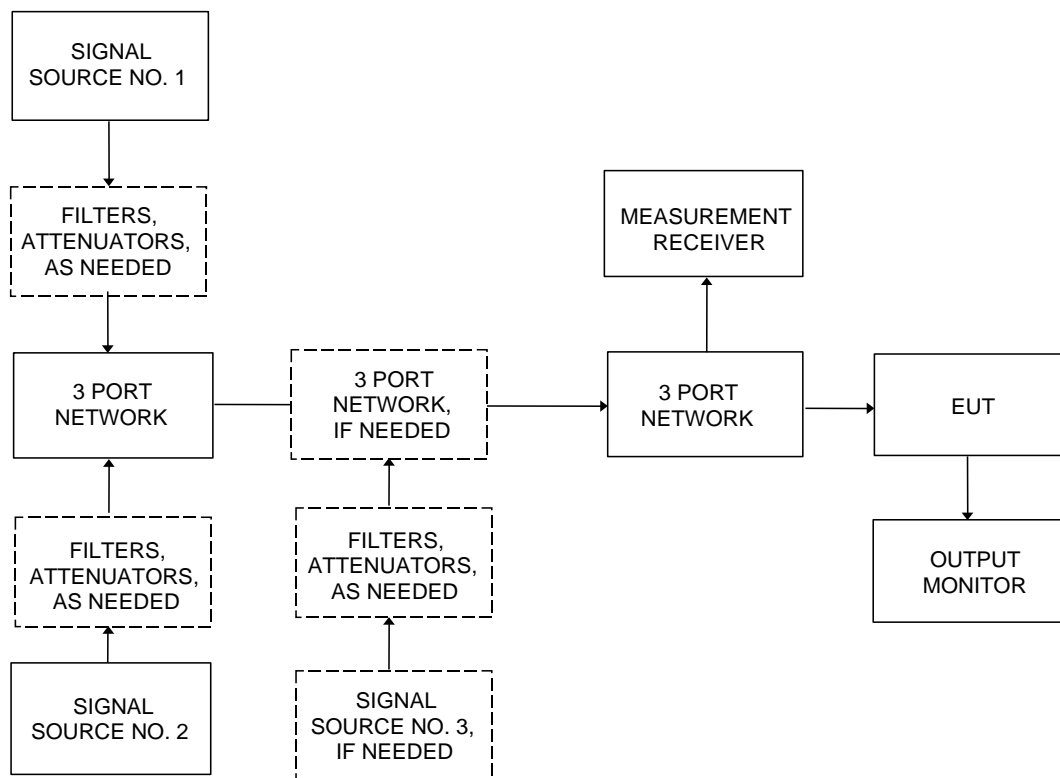 SIGNAL
SOURCE NO. 1
FILTERS,
ATTENUATORS,
AS NEEDED
MEASUREMENT
RECEIVER
3 PORT
NETWORK
3 PORT
NETWORK,
IF NEEDED
3 PORT
NETWORK
EUT
FILTERS,
ATTENUATORS,
AS NEEDED
FILTERS,
ATTENUATORS,
AS NEEDED
OUTPUT
MONITOR
SIGNAL
SOURCE NO. 2
SIGNAL
SOURCE NO. 3,
IF NEEDED